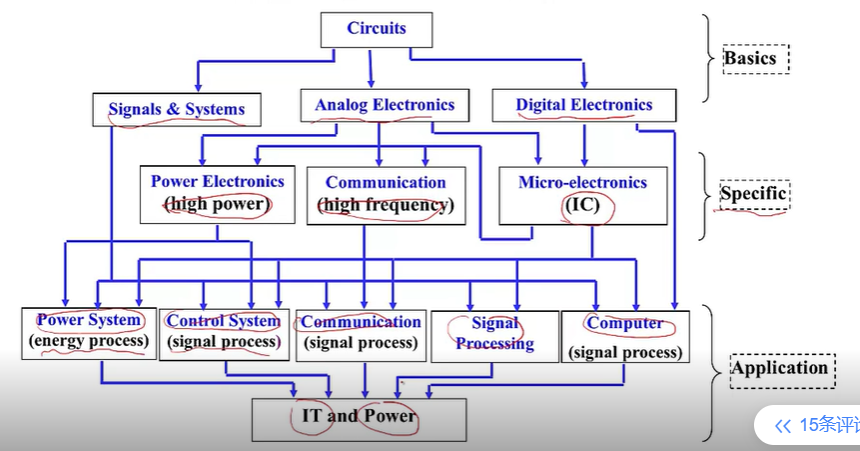 Circuits
Basics
Signals & Systems
Analog Electronics
Digital Electronics
Power Electronics
(high power)
Communication
(high frequency)
Micro-electronics
(IC)
Specific
Power System
(energy process)
Control System
(signal process)
Communication
(signal process)
Signal
Processing
Computer
(signal process)
Application
IT and Power
15条评